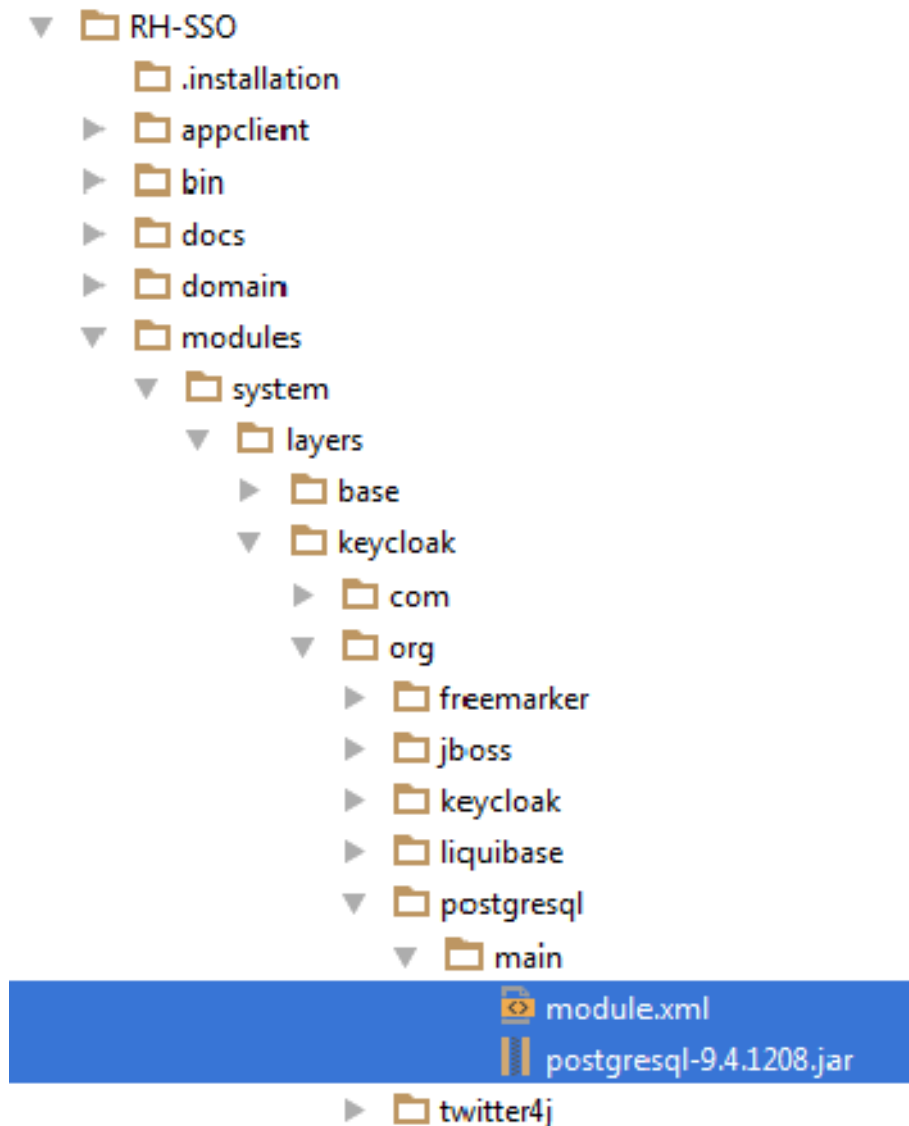 RH-SSO
.installation
appclient
bin
docs
domain
modules
system
layers
base
keycloak
com
org
freemarker
jboss
keycloak
liquibase
postgresql
main
module.xml
postgresql-9.4.1208.jar
twitter4j